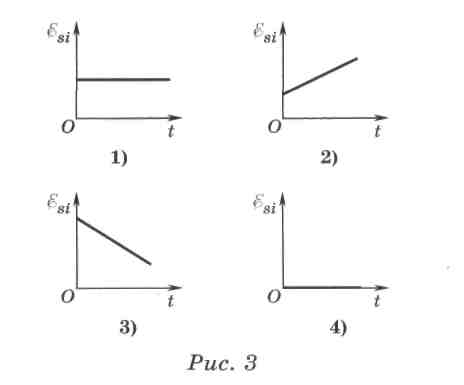 ℰsi ℰsi
O t O t
1) 2)
ℰsi ℰsi
O t O t
3) 4)
Рис. 3